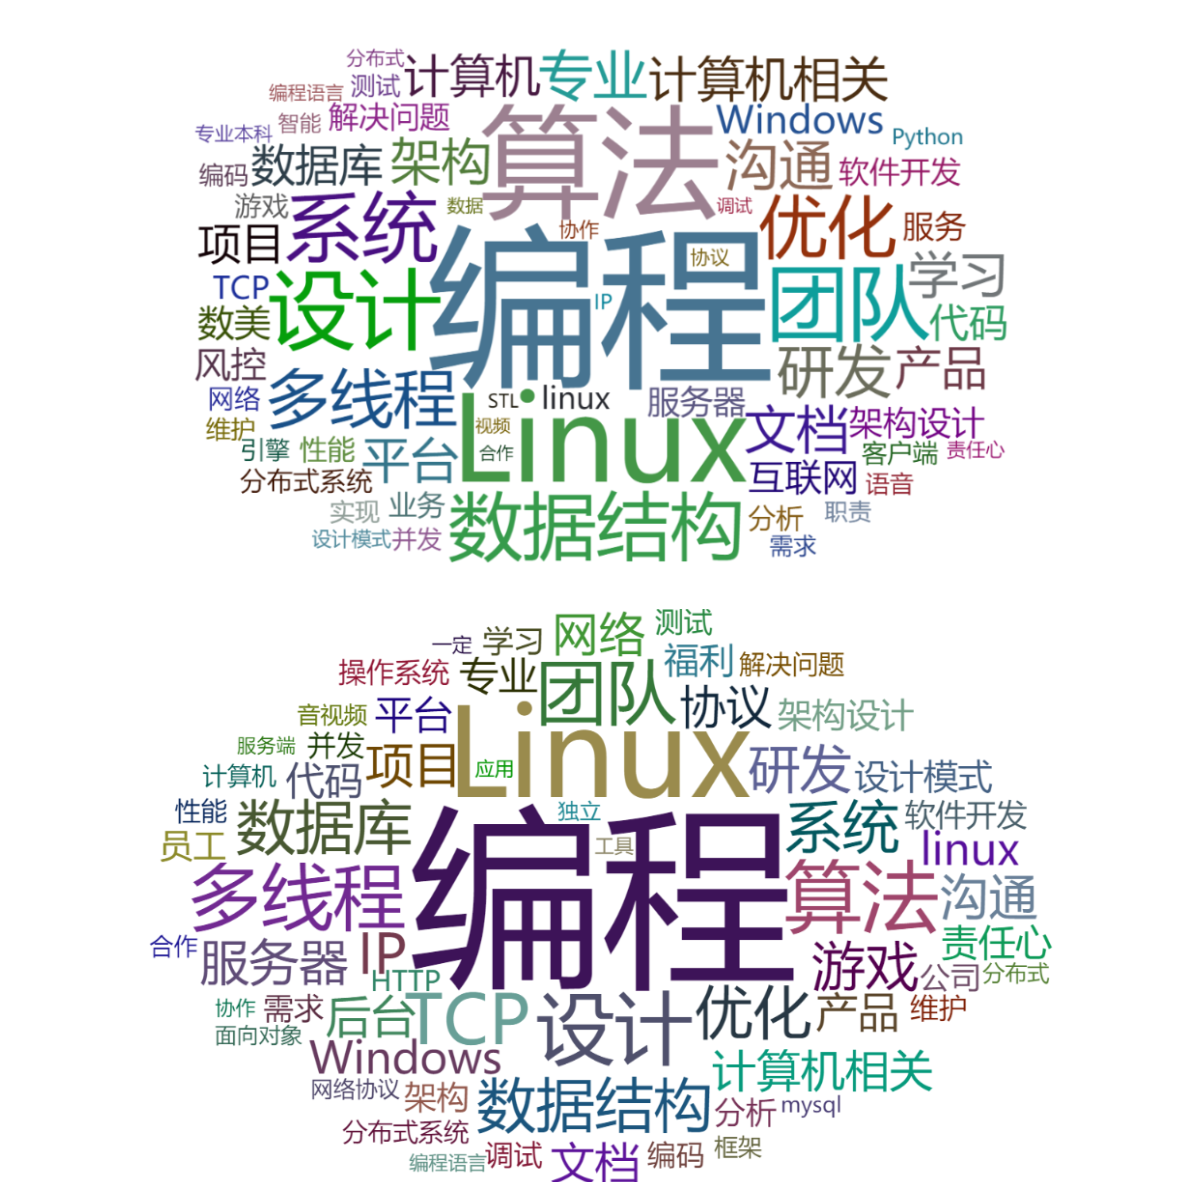 分布式
计算机
专业
计算机相关
编程语言
测试
智能
解决问题
算法
Windows
Python
专业本科
编码
数据库
架构
沟通
软件开发
游戏
系统
数据
调试
优化
服务
项目
协作
协议
学习
TCP
设计
编程
IP
团队
代码
数美
风控
多线程
研发
产品
网络
STL
linux
服务器
维护
Linux
视频
文档
架构设计
引擎
性能
平台
合作
客户端
责任心
分布式系统
互联网
语音
实现
业务
数据结构
分析
职责
设计模式
并发
需求
一定
学习
网络
测试
操作系统
专业
团队
福利
解决问题
音视频
平台
Linux
协议
架构设计
服务端
并发
项目
应用
研发
设计模式
计算机
代码
性能
数据库
独立
系统
软件开发
员工
编程
工具
linux
多线程
算法
沟通
合作
服务器
IP
责任心
HTTP
游戏
公司
分布式
协作
需求
后台
TCP
设计
优化
产品
维护
面向对象
Windows
计算机相关
网络协议
架构
数据结构
分析
mysql
分布式系统
编程语言
调试
文档
编码
框架